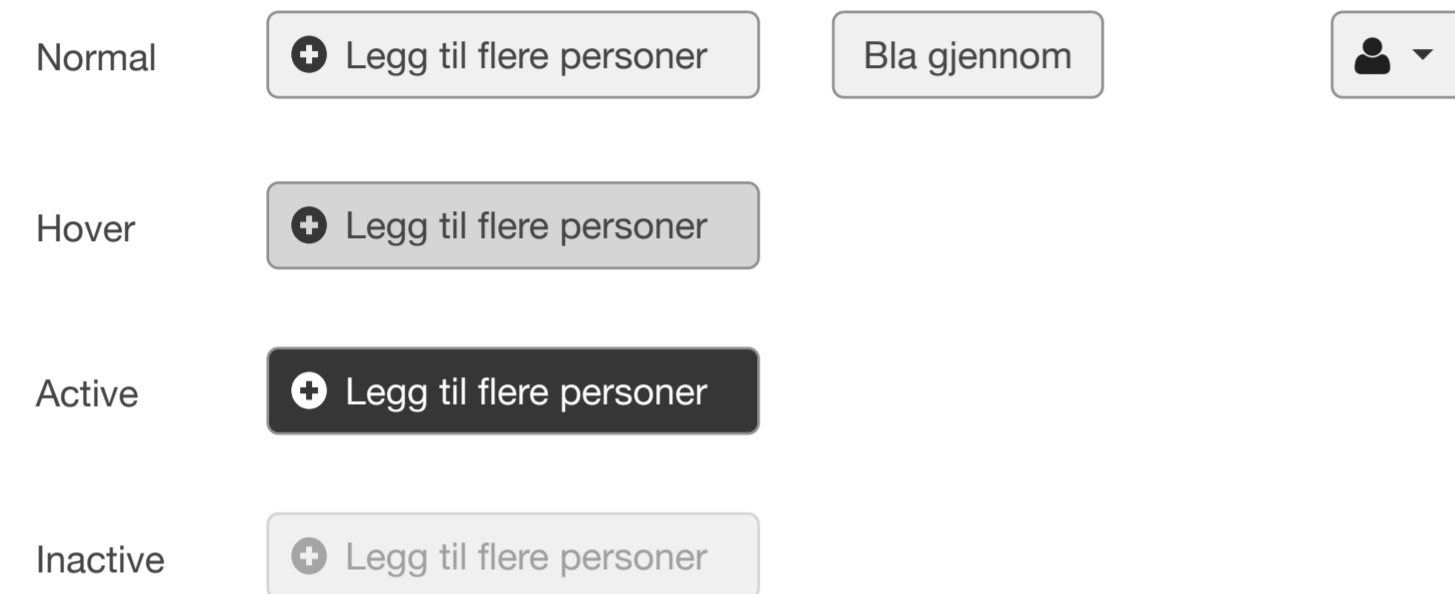 Normal Legg til flere personer Bla gjennom
Hover Legg til flere personer
Active Legg til flere personer
Inactive Legg til flere personer